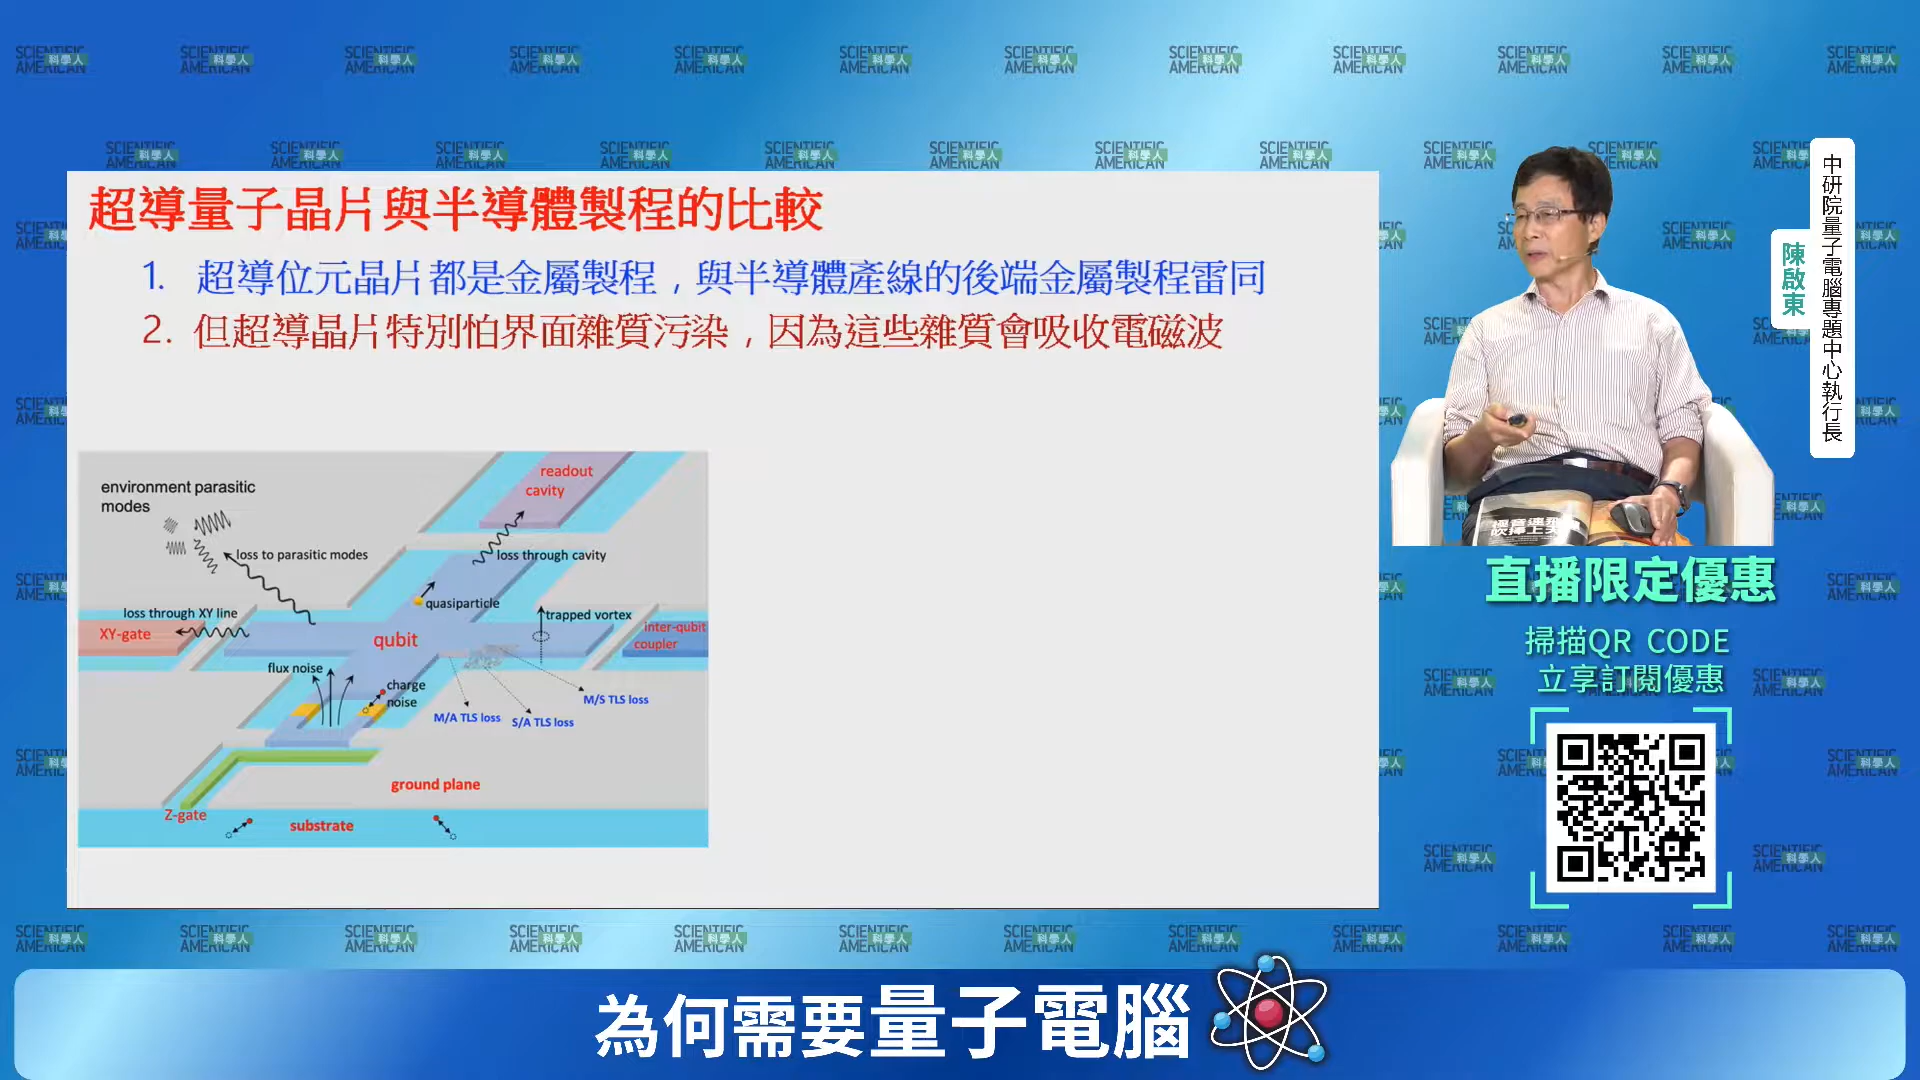 SCIENTIFIC AMERICAN 科學人
超導量子晶片與半導體製程的比較
1. 超導位元晶片都是金屬製程，與半導體產線的後端金屬製程雷同
2. 但超導晶片特別怕界面雜質污染，因為這些雜質會吸收電磁波
environment parasitic
modes
readout
cavity
loss to parasitic modes
loss through cavity
quasiparticle
loss through XY line
trapped vortex
XY-gate
qubit
inter-qubit
coupler
flux noise
charge
noise
M/A TLS loss
S/A TLS loss
M/S TLS loss
ground plane
Z-gate
substrate
中研院量子電腦專題中心執行長
陳啟東
直播限定優惠
掃描QR CODE
立享訂閱優惠
為何需要量子電腦